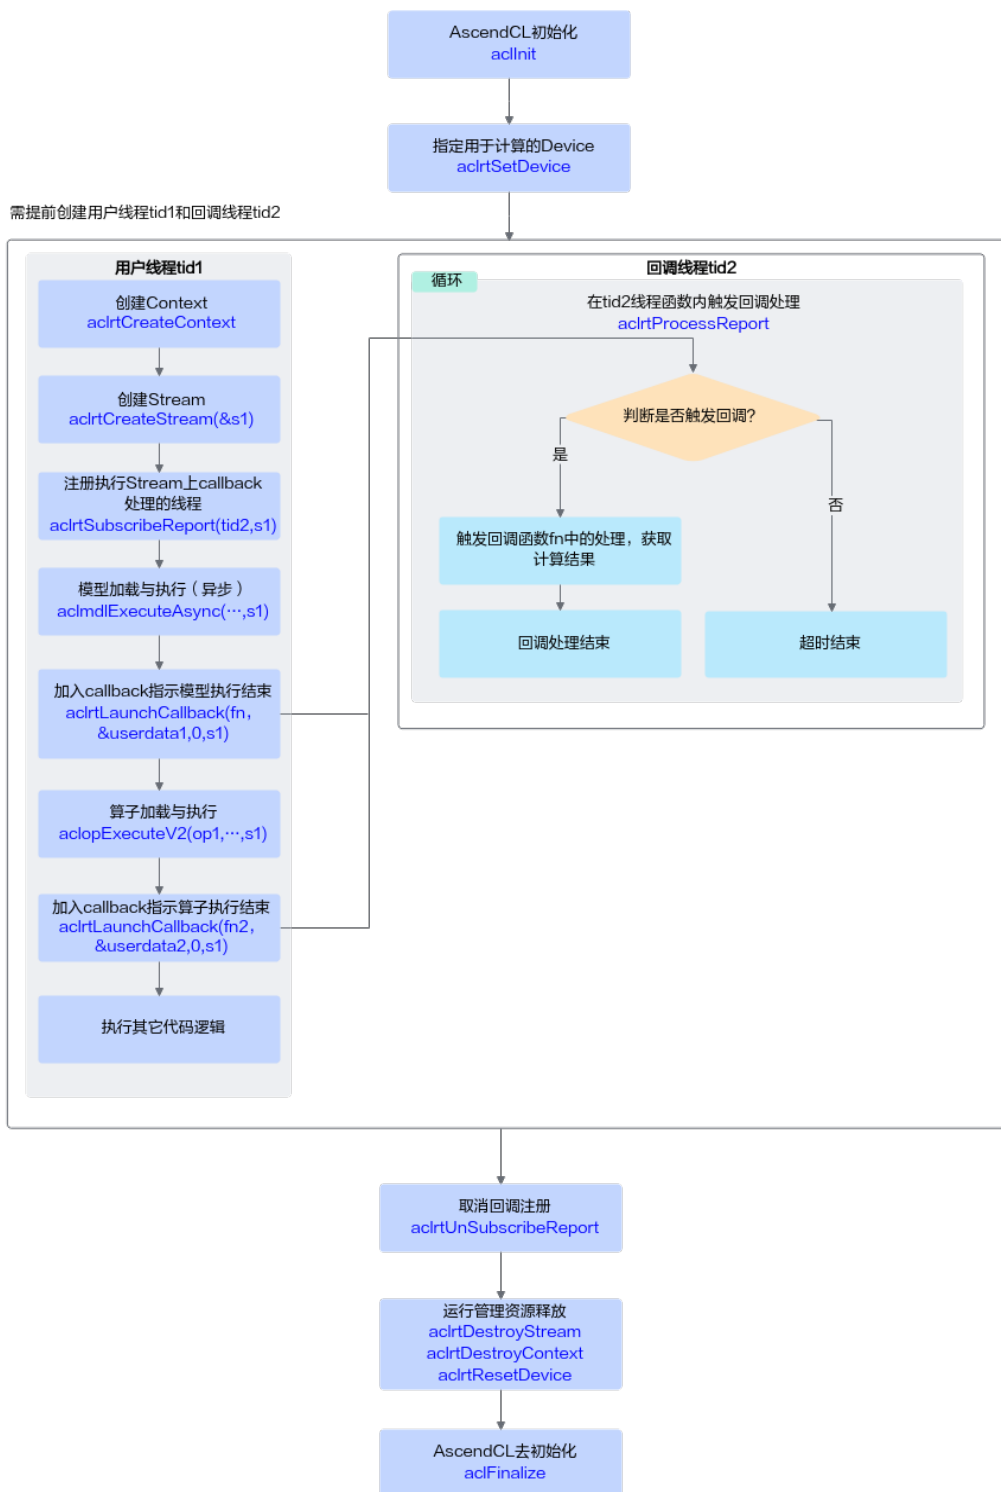 AscendCL初始化
aclInit
指定用于计算的Device
aclrtSetDevice
需提前创建用户线程tid1和回调线程tid2
用户线程tid1
创建Context
aclrtCreateContext
创建Stream
aclrtCreateStream(&s1)
注册执行Stream上callback
处理的线程
aclrtSubscribeReport(tid2,s1)
模型加载与执行（异步）
aclmdlExecuteAsync(…,s1)
加入callback指示模型执行结束
aclrtLaunchCallback(fn,
&userdata1,0,s1)
算子加载与执行
aclopExecuteV2(op1,…,s1)
加入callback指示算子执行结束
aclrtLaunchCallback(fn2,
&userdata2,0,s1)
执行其它代码逻辑
回调线程tid2
循环
在tid2线程函数内触发回调处理
aclrtProcessReport
判断是否触发回调?
是
否
触发回调函数fn中的处理，获取
计算结果
回调处理结束
超时结束
取消回调注册
aclrtUnSubscribeReport
运行管理资源释放
aclrtDestroyStream
aclrtDestroyContext
aclrtResetDevice
AscendCL去初始化
aclFinalize